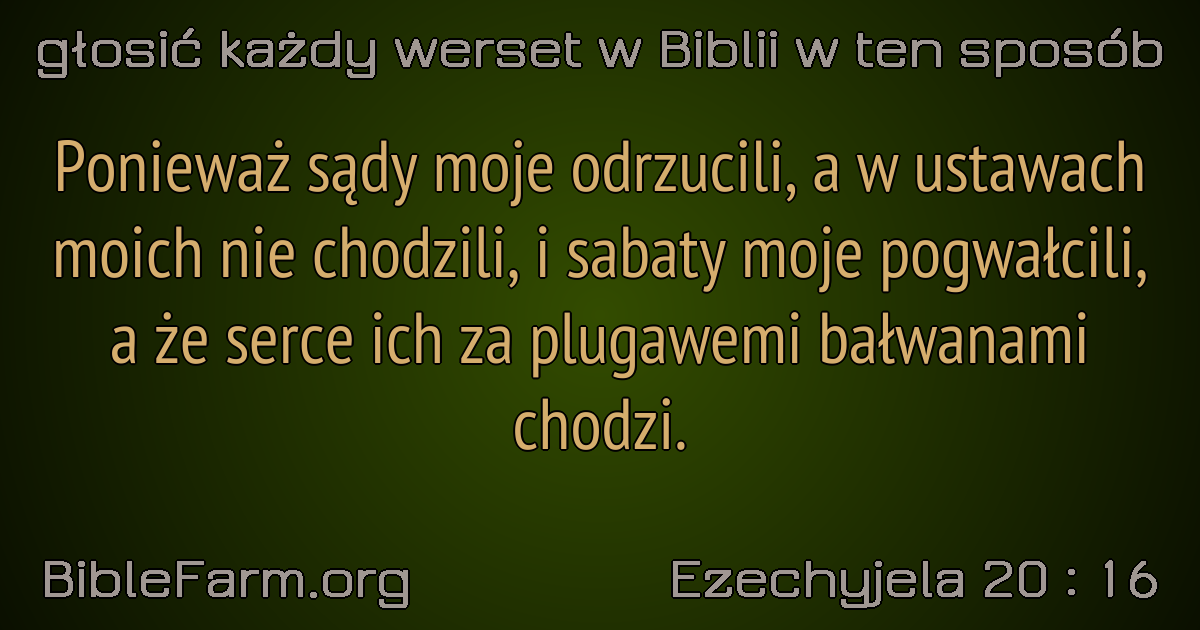 głosić każdy werset w Biblii w ten sposób
Ponieważ sądy moje odrzucili, a w ustawach
moich nie chodzili, i sabaty moje pogwałcili,
a że serce ich za plugawemi bałwanami
chodzi.
BibleFarm.org
Ezechyjela 20 : 16